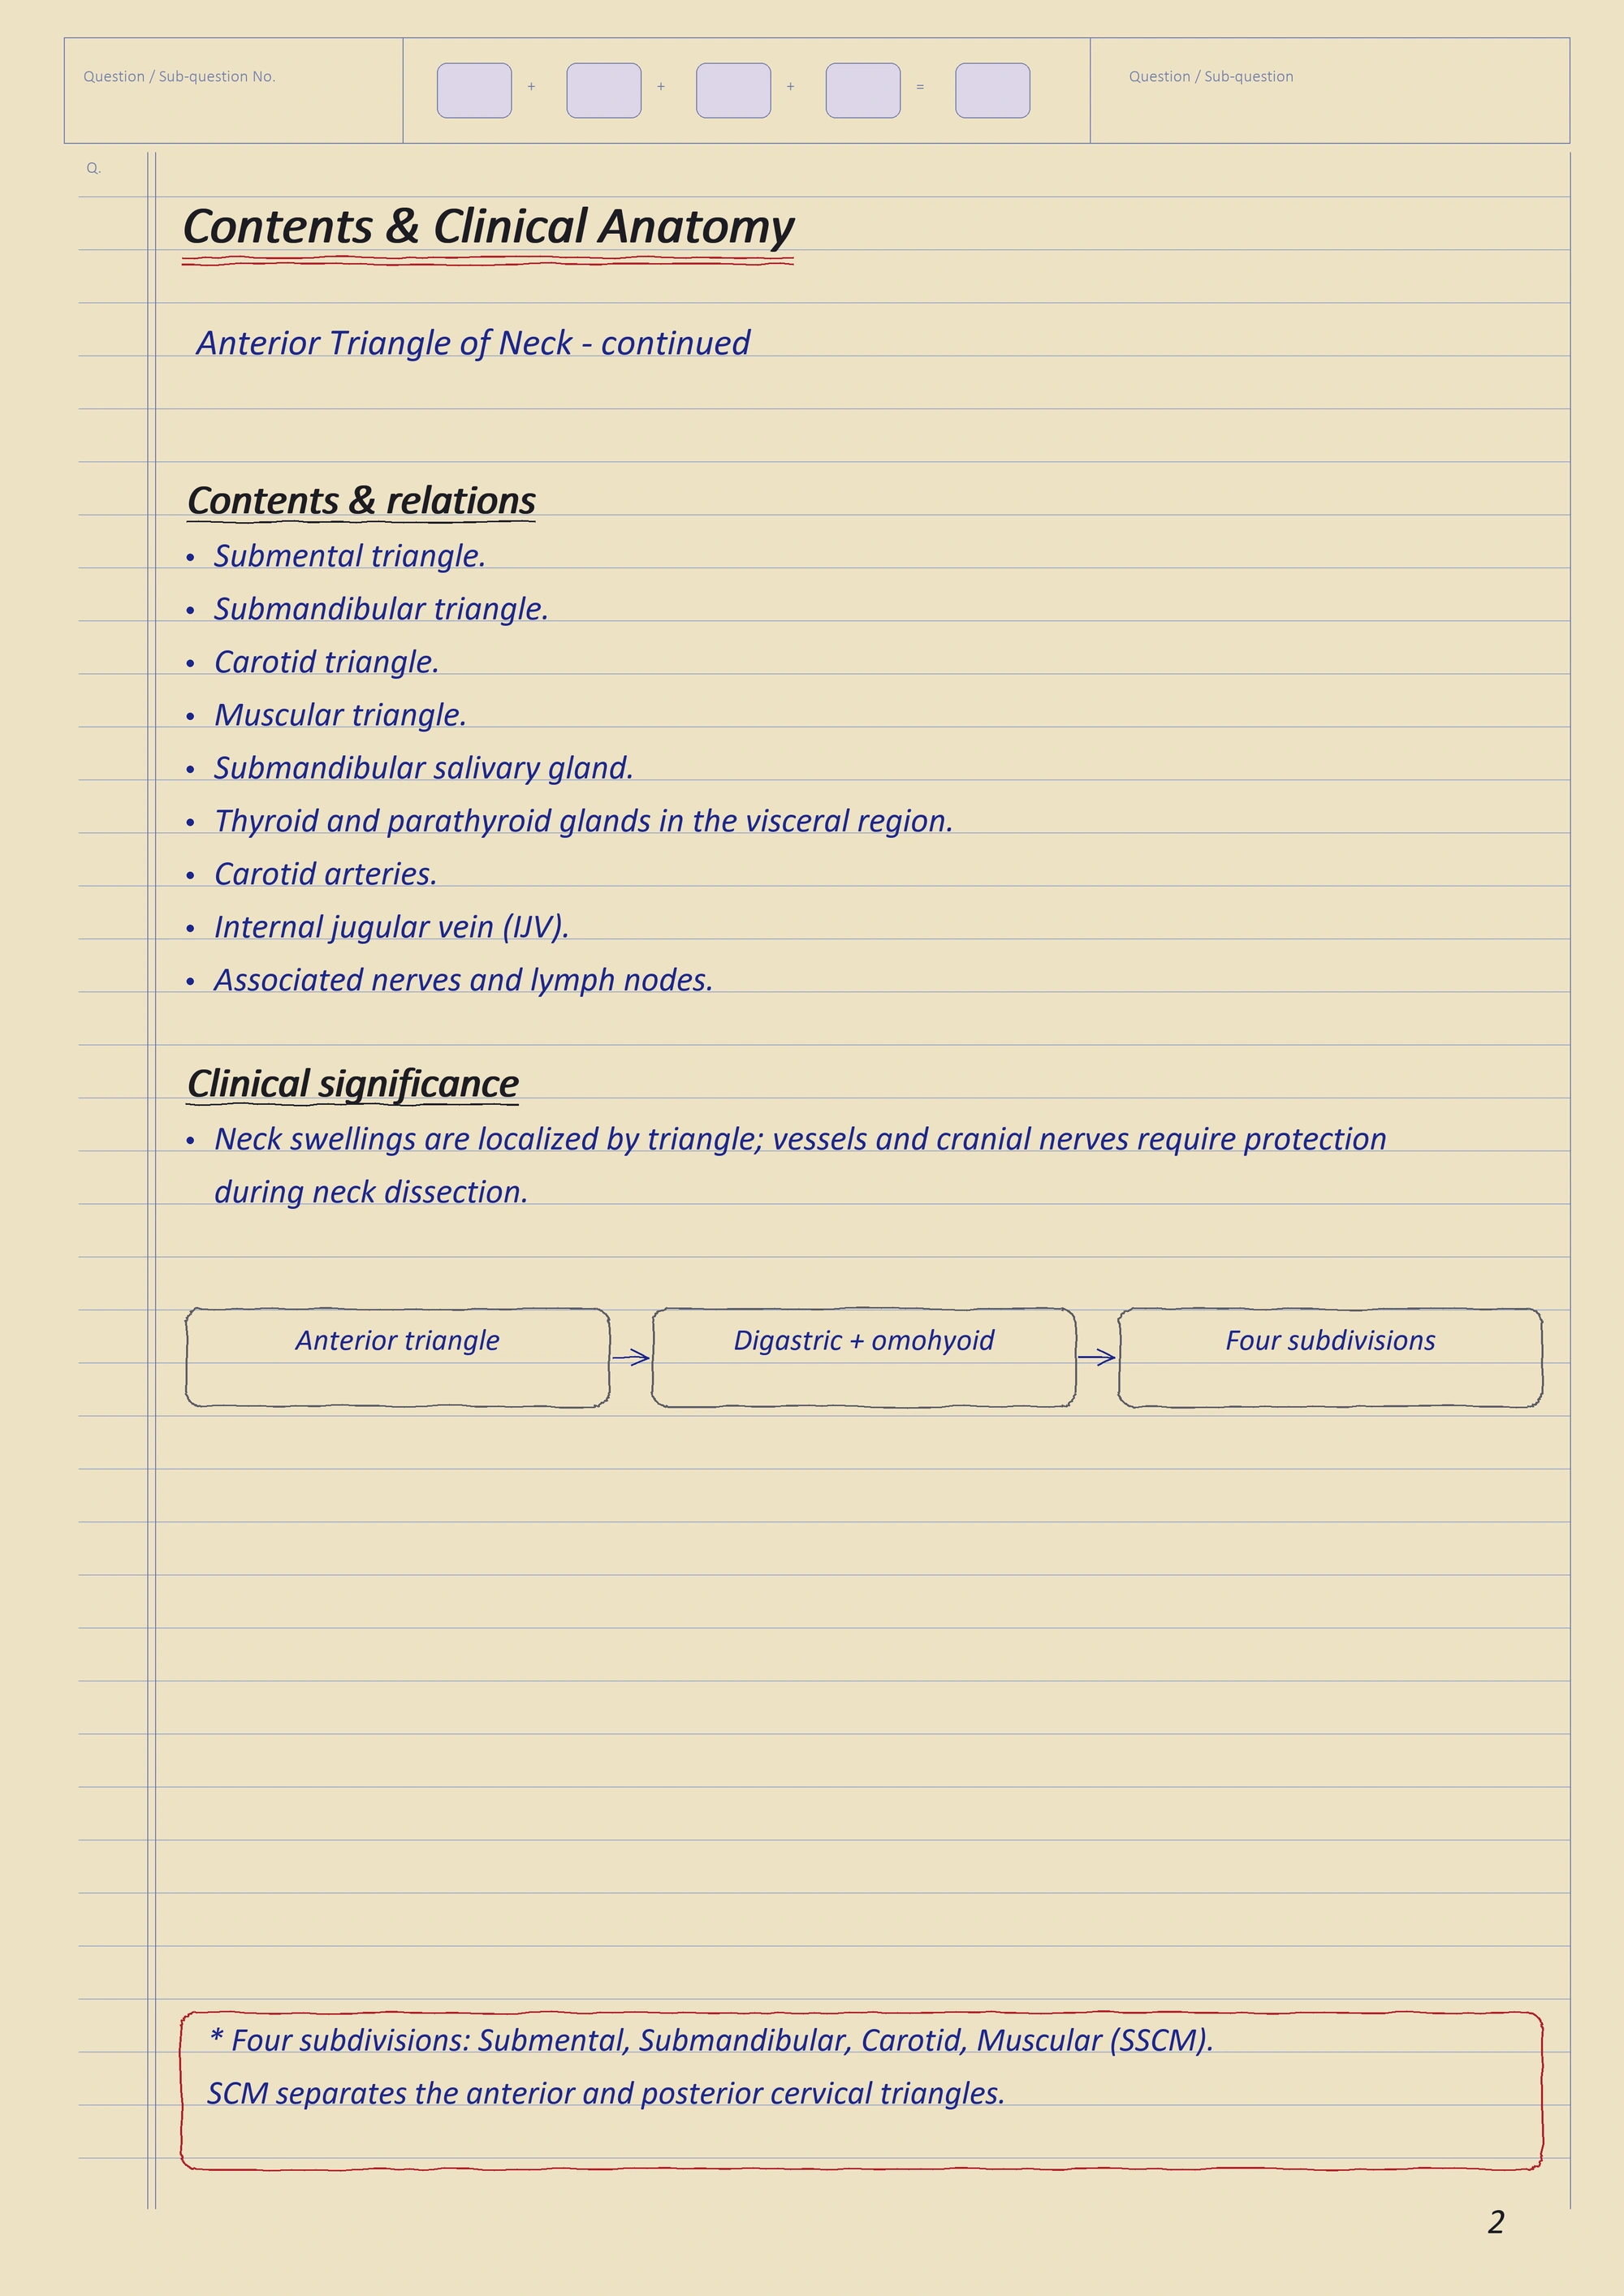 Question / Sub-question No.
+ + + =
Question / Sub-question
Q.
Contents & Clinical Anatomy
Anterior Triangle of Neck - continued
Contents & relations
• Submental triangle.
• Submandibular triangle.
• Carotid triangle.
• Muscular triangle.
• Submandibular salivary gland.
• Thyroid and parathyroid glands in the visceral region.
• Carotid arteries.
• Internal jugular vein (IJV).
• Associated nerves and lymph nodes.
Clinical significance
• Neck swellings are localized by triangle; vessels and cranial nerves require protection
during neck dissection.
Anterior triangle → Digastric + omohyoid → Four subdivisions
* Four subdivisions: Submental, Submandibular, Carotid, Muscular (SSCM).
SCM separates the anterior and posterior cervical triangles.
2